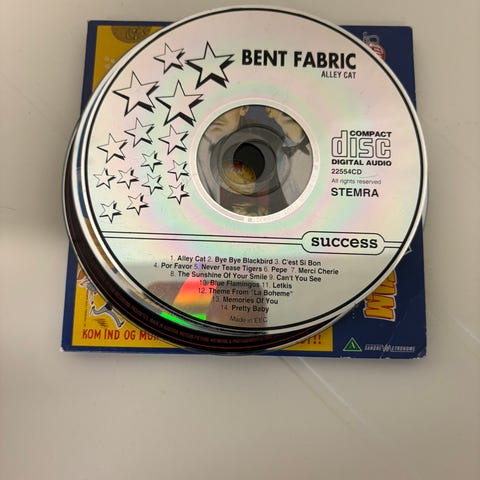 BENT FABRIC
ALLEY CAT
COMPACT
disc
DIGITAL AUDIO
22554CD
All rights reserved
STEMRA
success
1. Alley Cat 2. Bye Bye Blackbird 3. C'est Si Bon
4. Por Favor 5. Never Tease Tigers 6. Pepe 7. Merci Cherie
8. The Sunshine Of Your Smile 9. Can't You See
10. Blue Flamingos 11. Letkis
12. Theme From "La Boheme"
13. Memories Of You
14. Pretty Baby
Made in EEC
KOM IND OG
SANDREW METRONOME